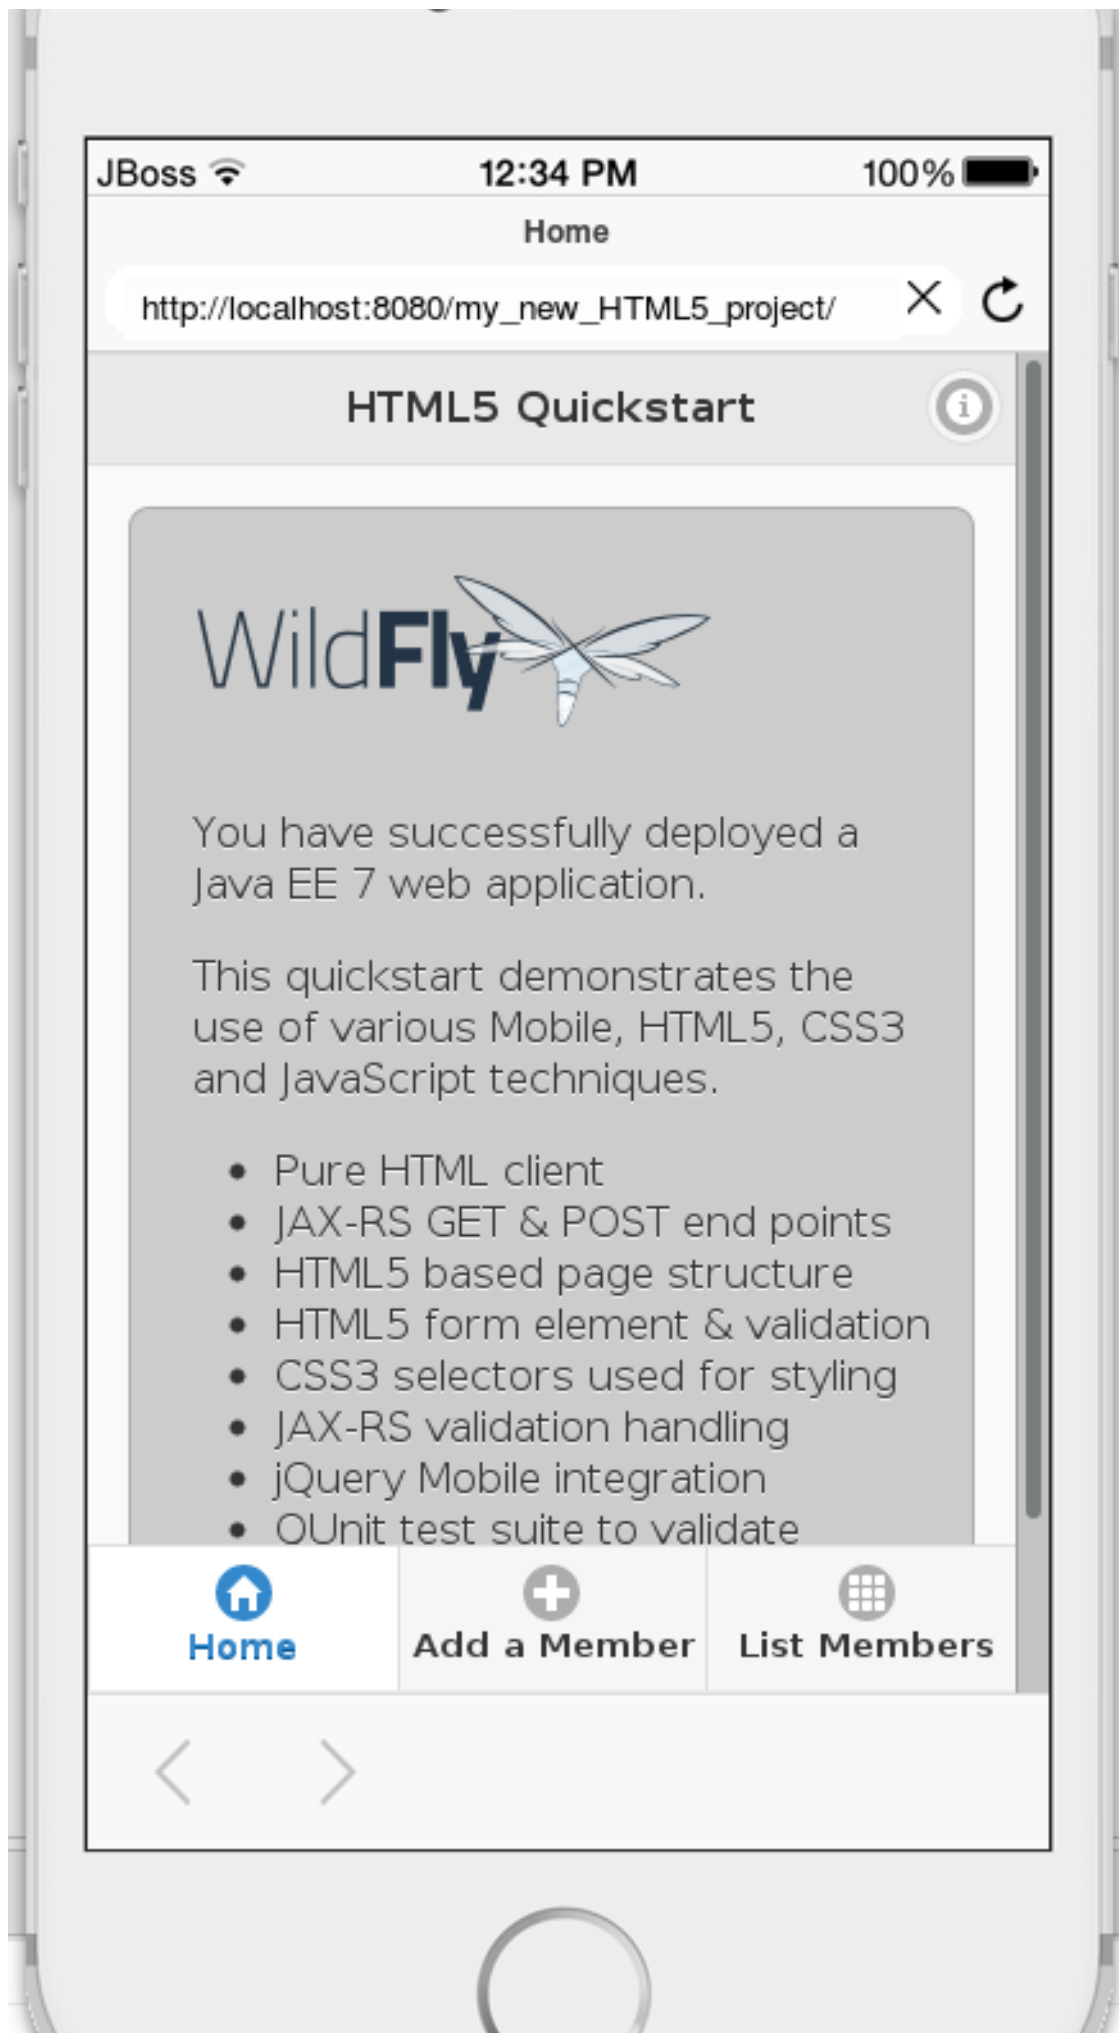 JBoss 12:34 PM 100%
Home
http://localhost:8080/my_new_HTML5_project/
HTML5 Quickstart
WildFly
You have successfully deployed a
Java EE 7 web application.
This quickstart demonstrates the
use of various Mobile, HTML5, CSS3
and JavaScript techniques.
• Pure HTML client
• JAX-RS GET & POST end points
• HTML5 based page structure
• HTML5 form element & validation
• CSS3 selectors used for styling
• JAX-RS validation handling
• jQuery Mobile integration
• QUnit test suite to validate
Home Add a Member List Members